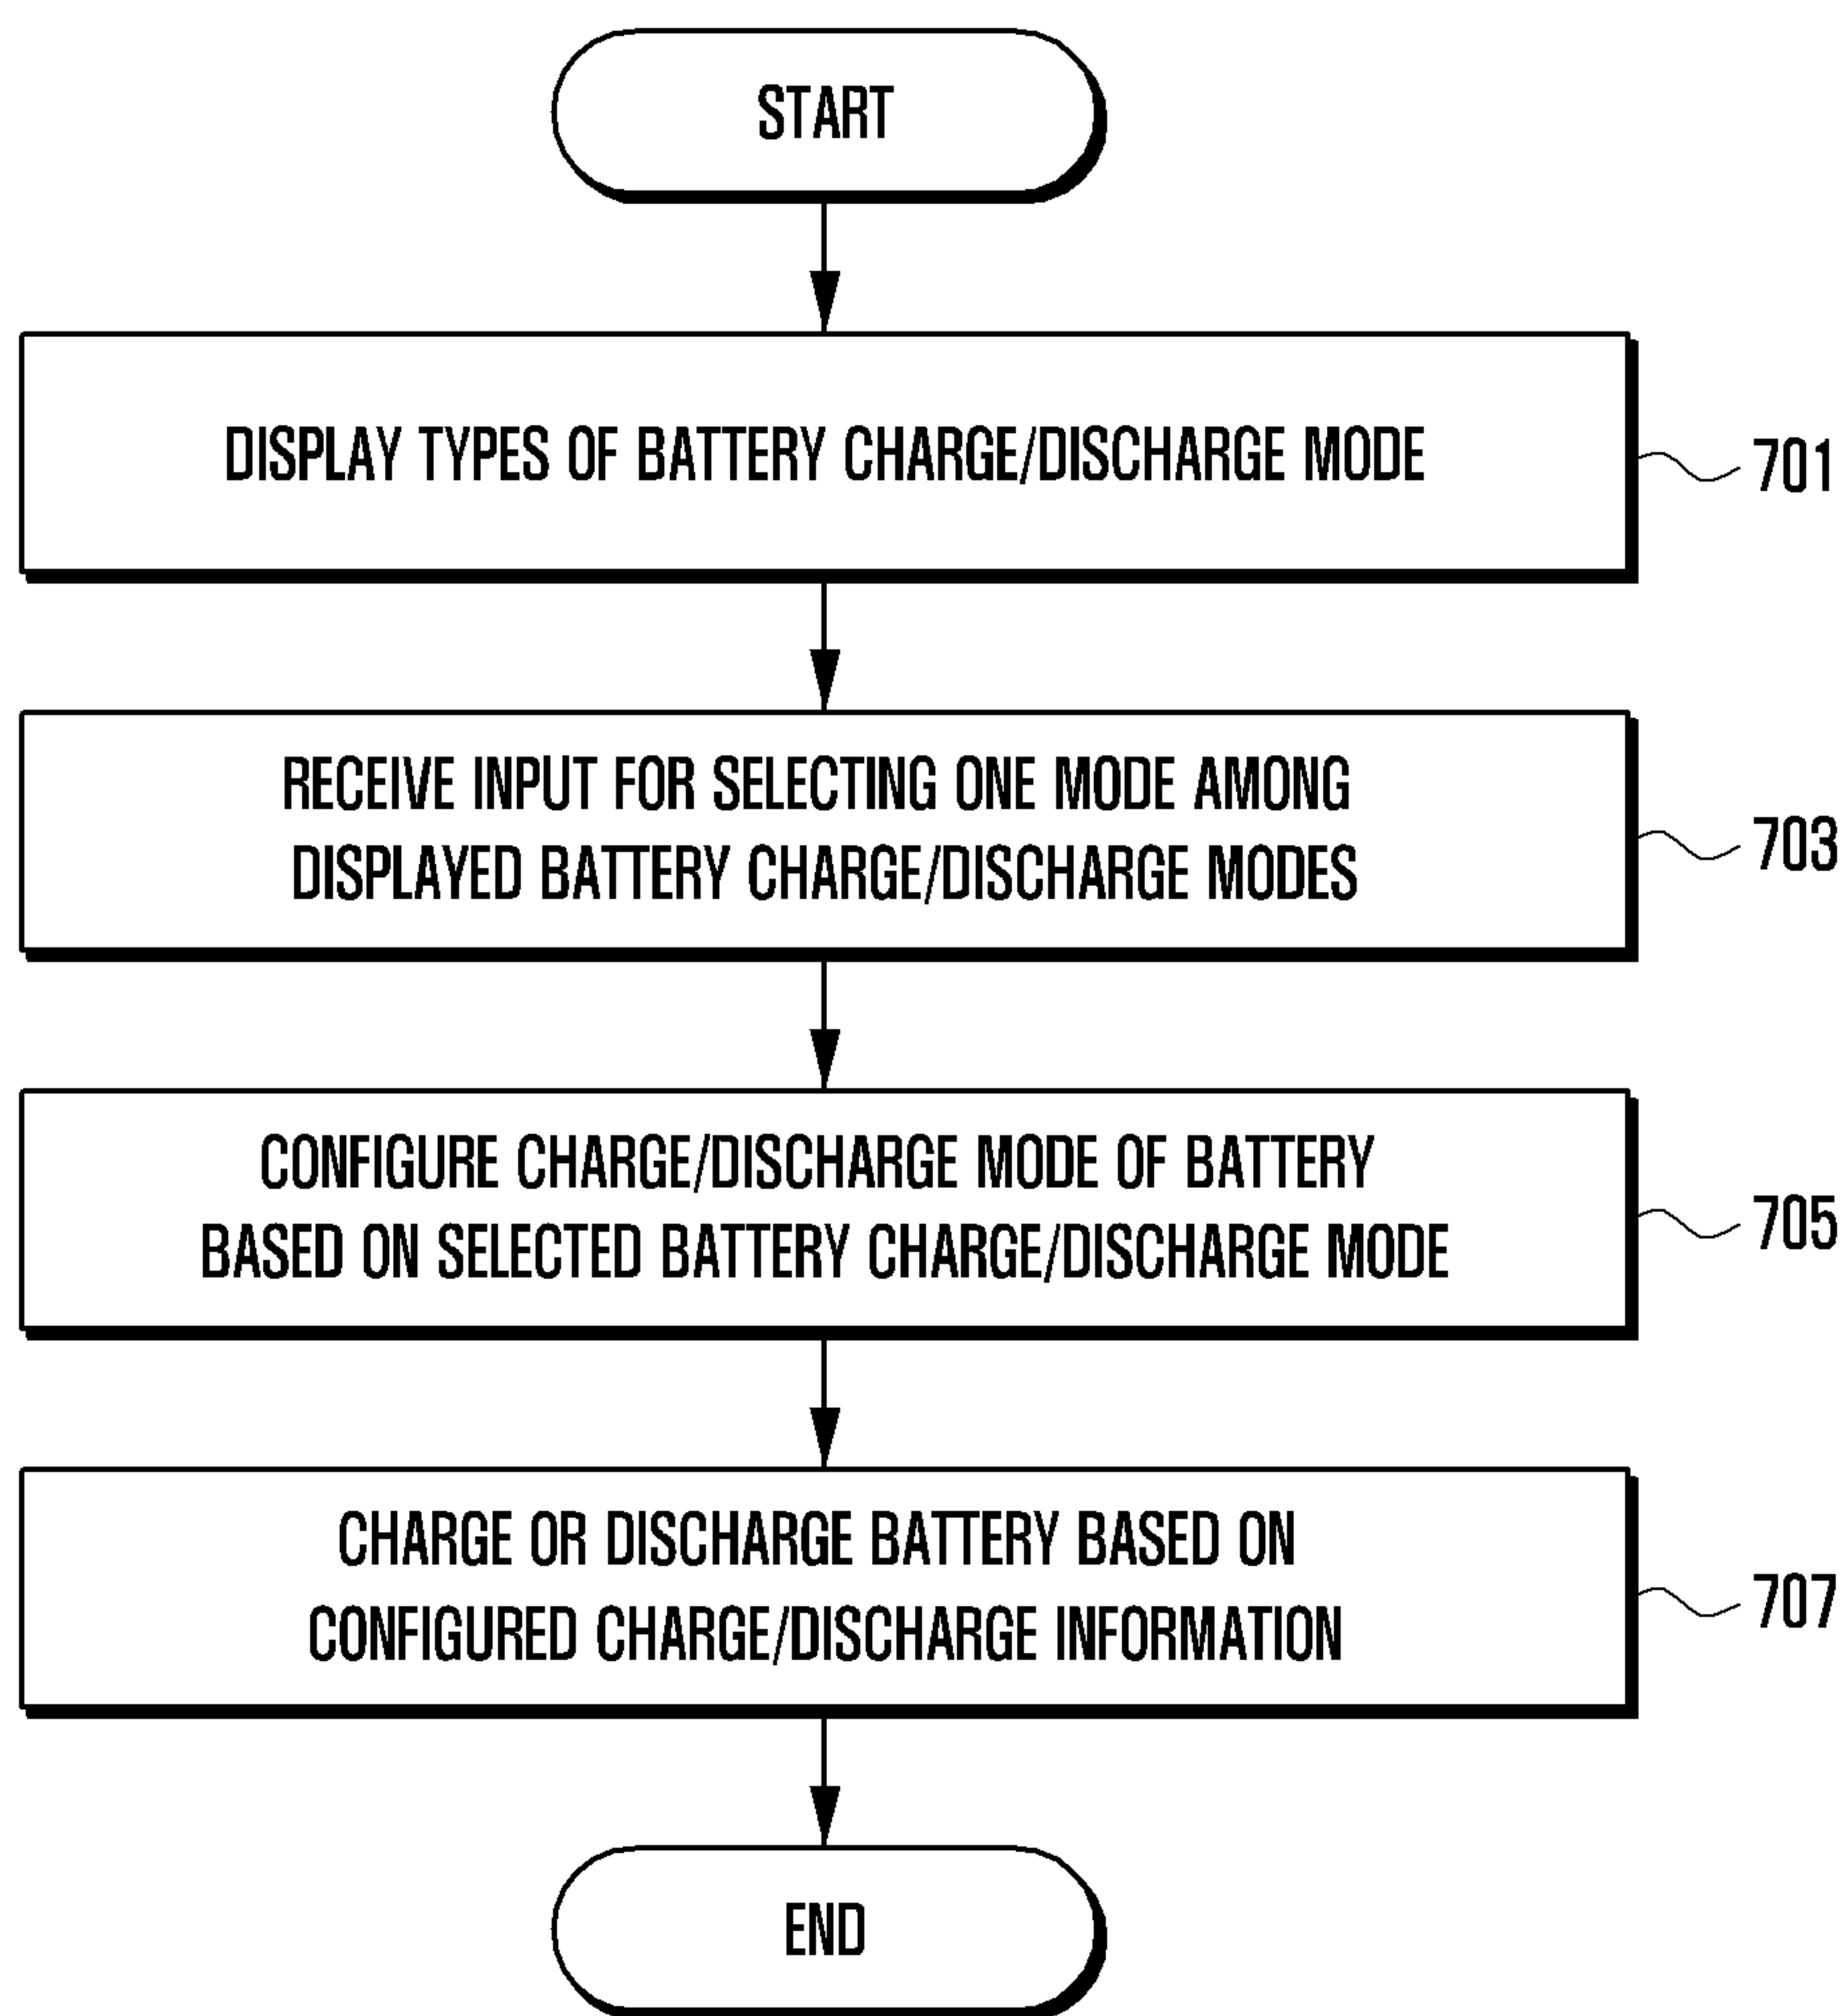 START
DISPLAY TYPES OF BATTERY CHARGE/DISCHARGE MODE
701
RECEIVE INPUT FOR SELECTING ONE MODE AMONG
DISPLAYED BATTERY CHARGE/DISCHARGE MODES
703
CONFIGURE CHARGE/DISCHARGE MODE OF BATTERY
BASED ON SELECTED BATTERY CHARGE/DISCHARGE MODE
705
CHARGE OR DISCHARGE BATTERY BASED ON
CONFIGURED CHARGE/DISCHARGE INFORMATION
707
END